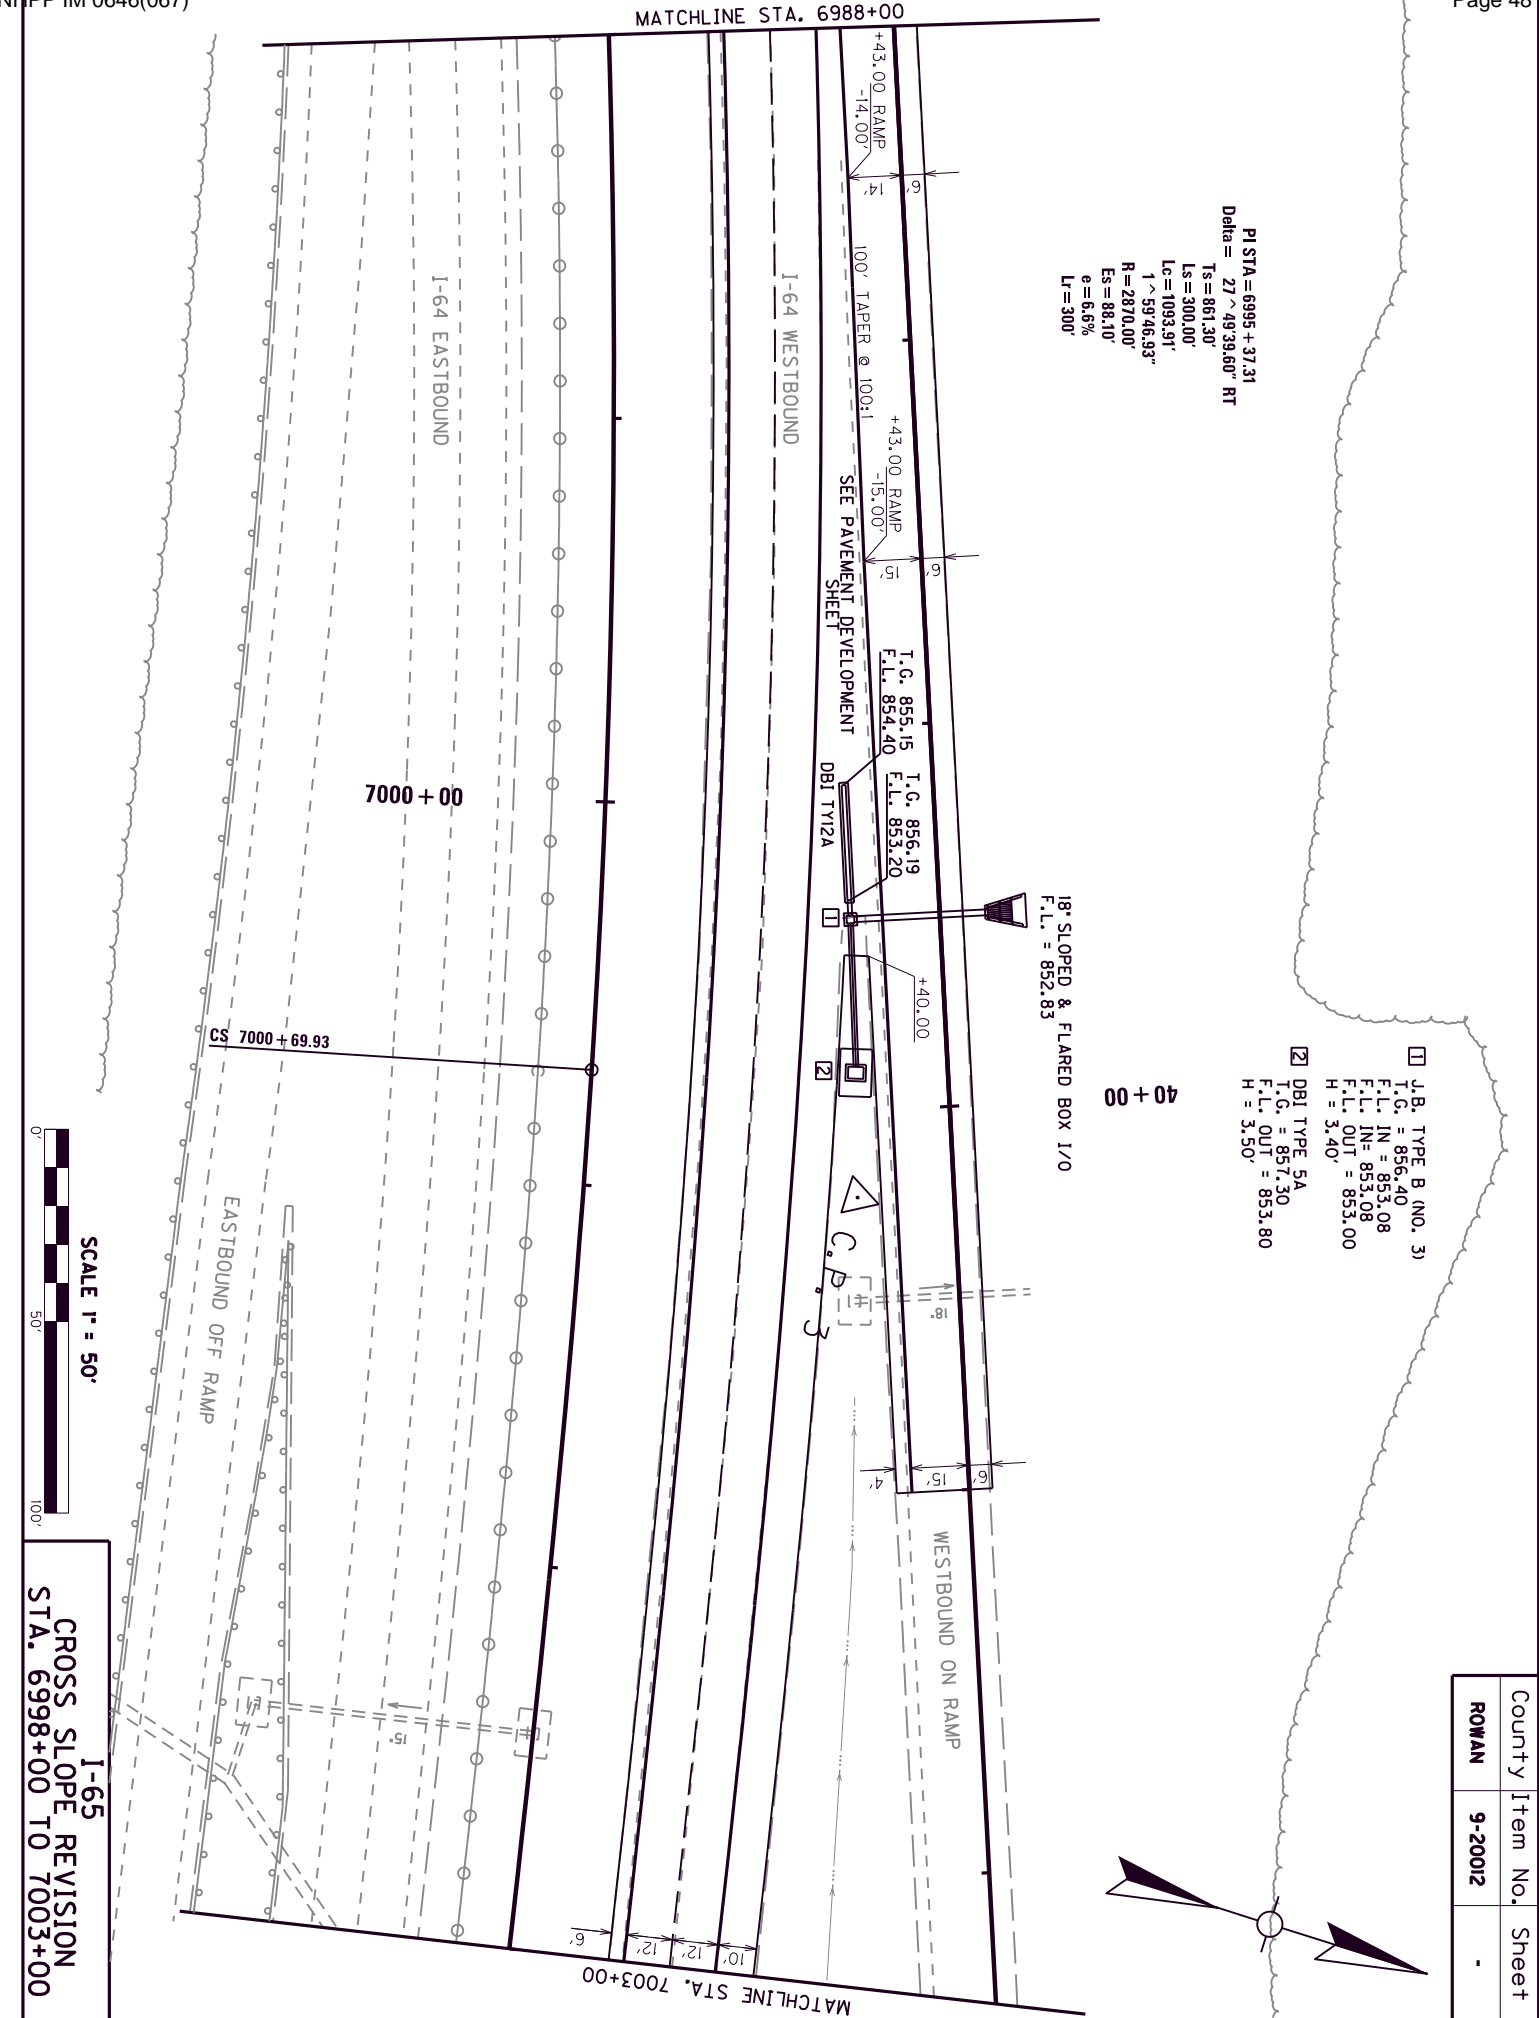 NHPP IM 0646(067)
Page 48
MATCHLINE STA. 6988+00
+43.00 RAMP
-14.00'
14'
6'
PI STA = 6995 + 37.31
Delta = 27 ^ 49'39.60" RT
Ts = 861.30'
Ls = 300.00'
Lc = 1093.91'
1 ^ 59'46.93"
R = 2870.00'
Es = 88.10'
e = 6.6%
Lr = 300'
I-64 EASTBOUND
I-64 WESTBOUND
100' TAPER @ 100:1
+43.00 RAMP
-15.00'
15'
6'
SEE PAVEMENT DEVELOPMENT
SHEET
T.G. 855.15
F.L. 854.40
T.G. 856.19
F.L. 853.20
DBI TY12A
7000 + 00
1
18" SLOPED & FLARED BOX I/O
F.L. = 852.83
+40.00
CS 7000 + 69.93
2
40 + 00
1 J.B. TYPE B (NO. 3)
T.G. = 856.40
F.L. IN = 853.08
F.L. IN= 853.08
F.L. OUT = 853.00
H = 3.40'
2 DBI TYPE 5A
T.G. = 857.30
F.L. OUT = 853.80
H = 3.50'
C.P. 3
18"
EASTBOUND OFF RAMP
4'
15'
6'
WESTBOUND ON RAMP
15"
0'
50'
100'
SCALE 1" = 50'
6'
12'
12'
10'
MATCHLINE STA. 7003+00
I-65
CROSS SLOPE REVISION
STA. 6998+00 TO 7003+00
County Item No. Sheet
ROWAN 9-20012 -